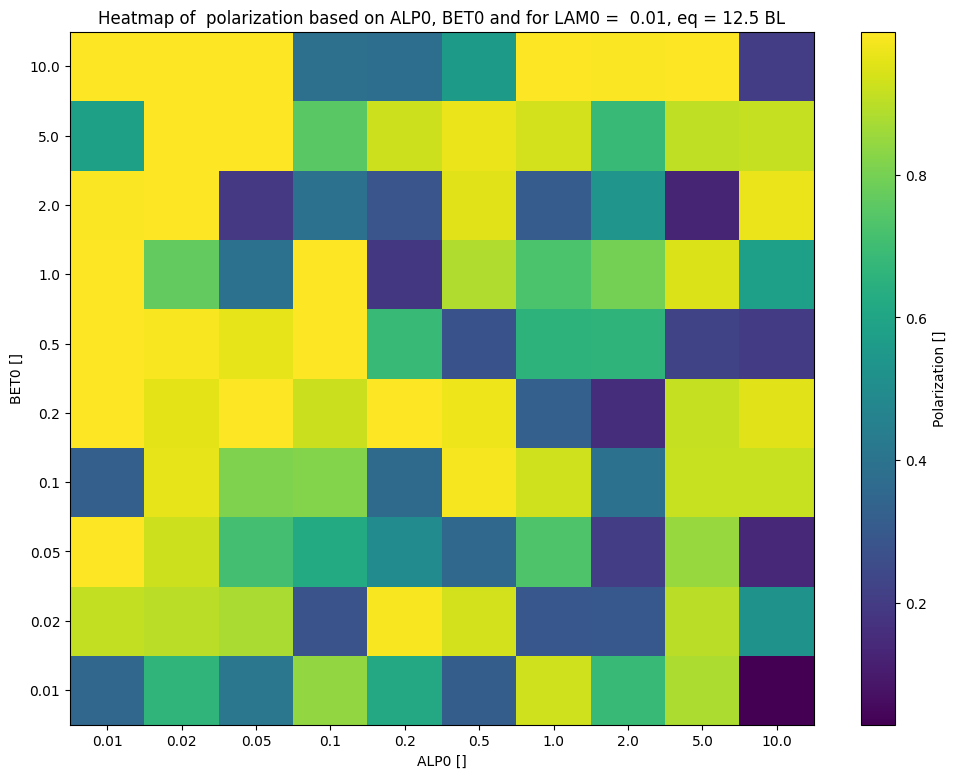 Heatmap of  polarization based on ALP0, BET0 and for LAM0 =  0.01, eq = 12.5 BL
BET0 []
10.0
5.0
2.0
1.0
0.5
0.2
0.1
0.05
0.02
0.01
0.01 0.02 0.05 0.1 0.2 0.5 1.0 2.0 5.0 10.0
ALP0 []
0.8
0.6
0.4
0.2
Polarization []